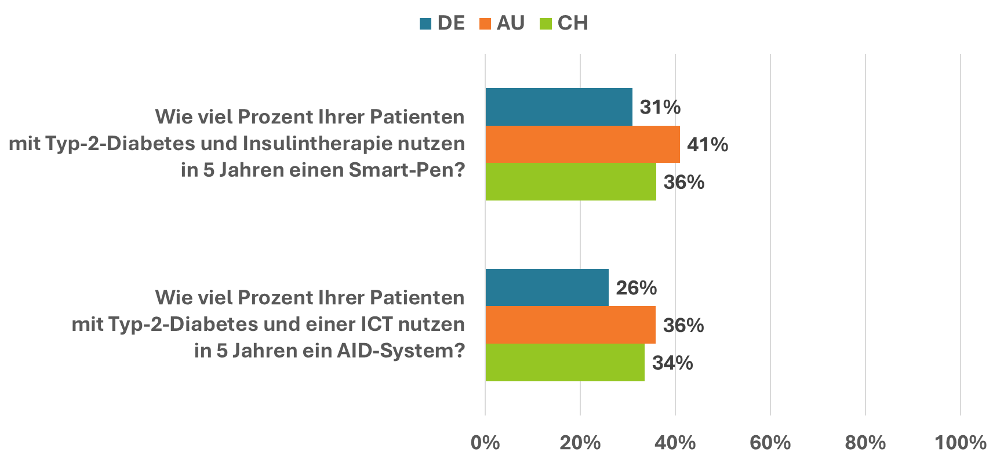 DE AU CH
Wie viel Prozent Ihrer Patienten
mit Typ-2-Diabetes und Insulintherapie nutzen
in 5 Jahren einen Smart-Pen?
31%
41%
36%
Wie viel Prozent Ihrer Patienten
mit Typ-2-Diabetes und einer ICT nutzen
in 5 Jahren ein AID-System?
26%
36%
34%
0% 20% 40% 60% 80% 100%